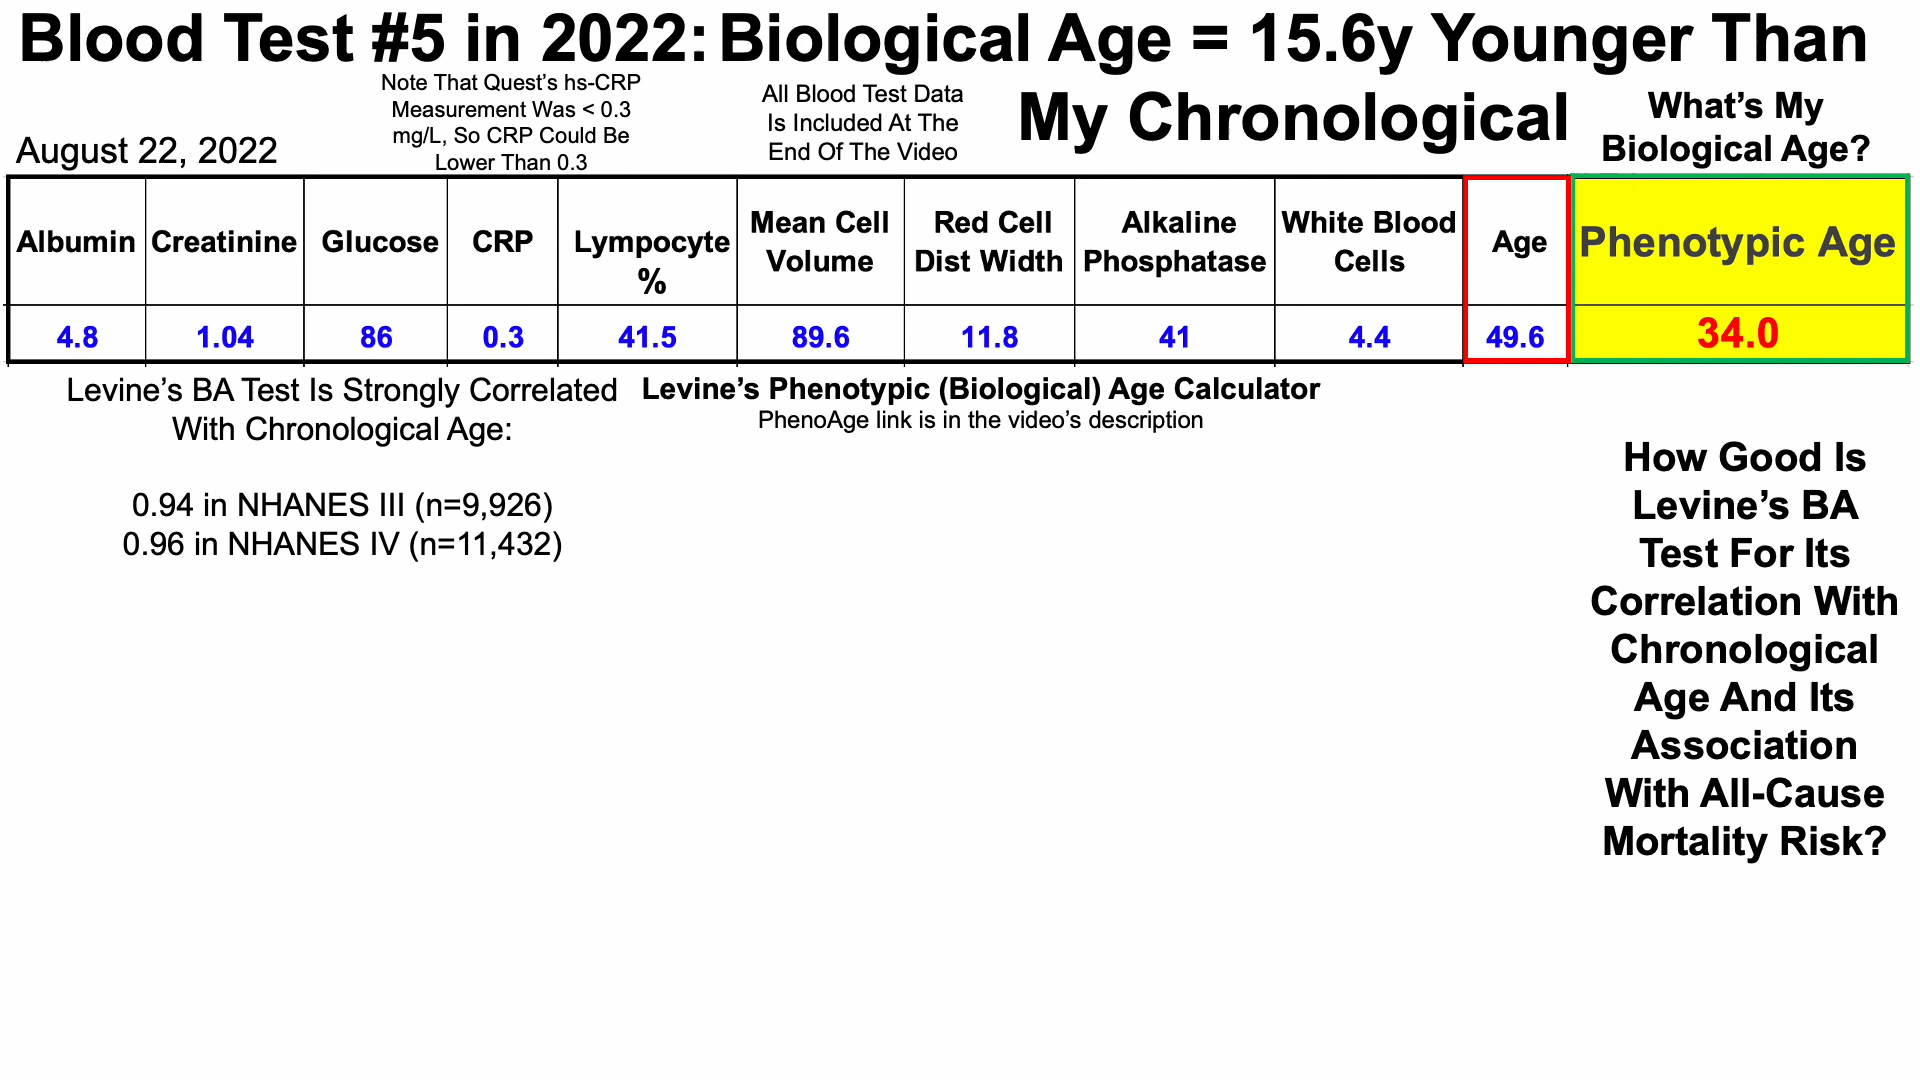 Blood Test #5 in 2022: Biological Age = 15.6y Younger Than
My Chronological
Note That Quest's hs-CRP
Measurement Was < 0.3
mg/L, So CRP Could Be
Lower Than 0.3
All Blood Test Data
Is Included At The
End Of The Video
What's My
Biological Age?
August 22, 2022
Albumin Creatinine Glucose CRP Lympocyte % Mean Cell Volume Red Cell Dist Width Alkaline Phosphatase White Blood Cells Age Phenotypic Age
4.8 1.04 86 0.3 41.5 89.6 11.8 41 4.4 49.6 34.0
Levine's BA Test Is Strongly Correlated
With Chronological Age:
0.94 in NHANES III (n=9,926)
0.96 in NHANES IV (n=11,432)
Levine's Phenotypic (Biological) Age Calculator
PhenoAge link is in the video's description
How Good Is
Levine's BA
Test For Its
Correlation With
Chronological
Age And Its
Association
With All-Cause
Mortality Risk?